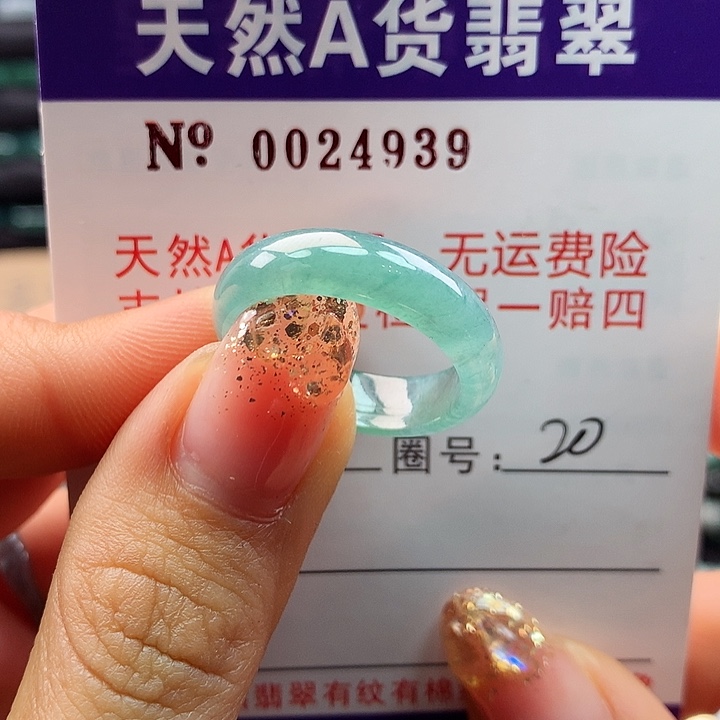 天然A货翡翠
Nº 0024939
天然A 无运费险
一赔四
圈号: 20
翡翠有纹有棉